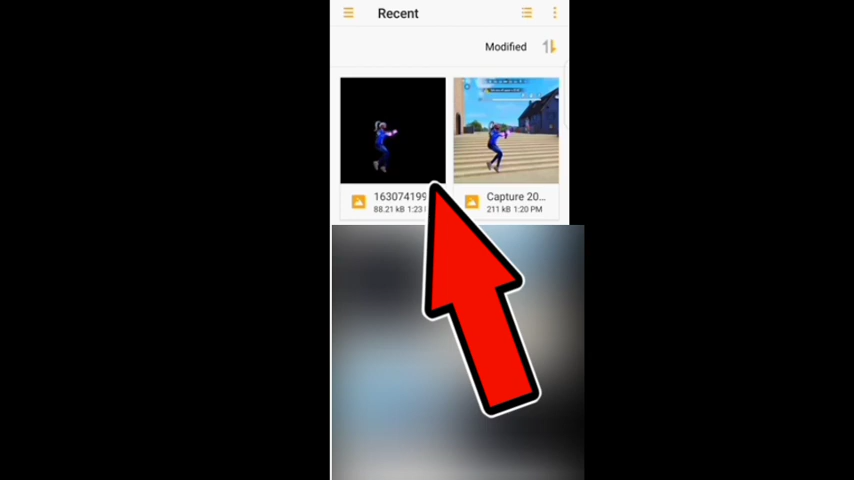 Recent
Modified
163074199
88.21 kB 1:23
Capture 20...
211 kB 1:20 PM